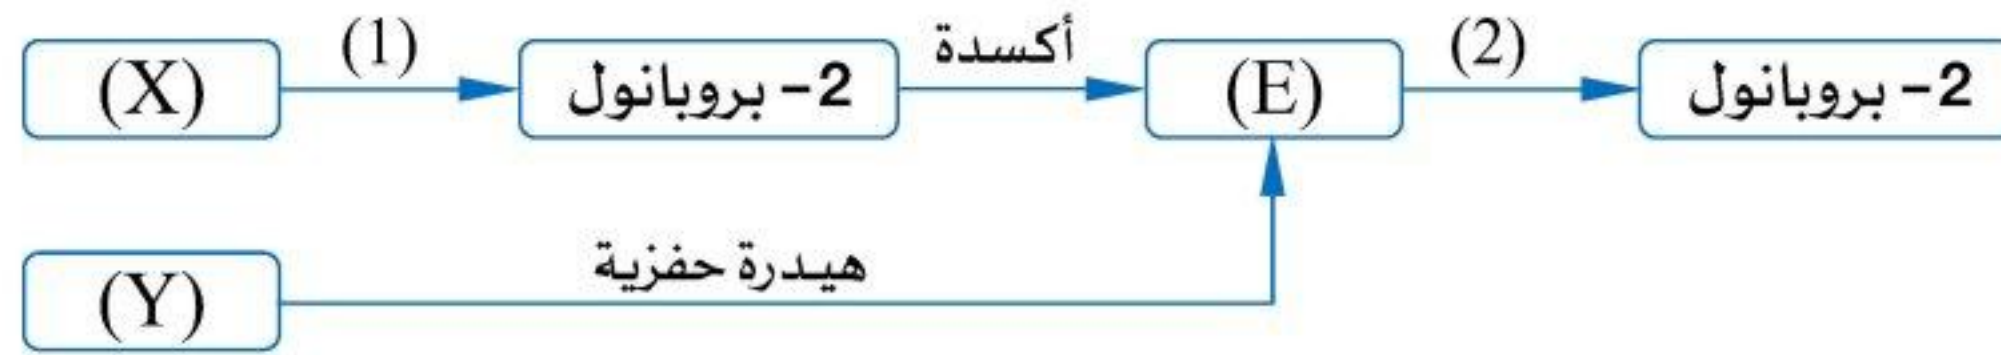 (X)
(1)
2- بروبانول
أكسدة
(E)
(2)
2- بروبانول
(Y)
هيدرة حفزية